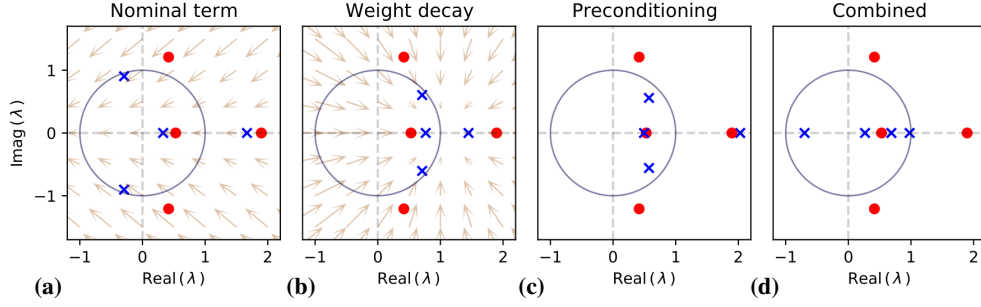 Nominal term
Weight decay
Preconditioning
Combined
Imag (λ)
1
0
−1
−1 0 1 2
−1 0 1 2
−1 0 1 2
−1 0 1 2
(a) Real (λ)
(b) Real (λ)
(c) Real (λ)
(d) Real (λ)